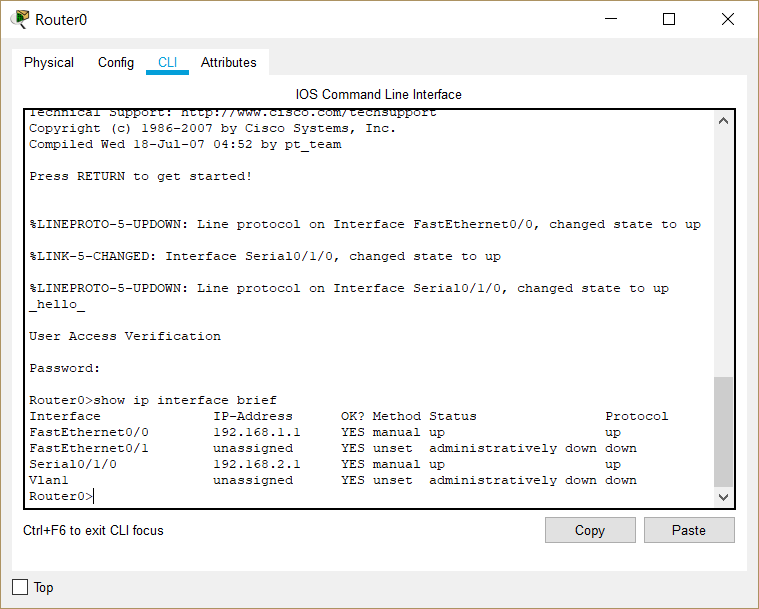 Router0
Physical Config CLI Attributes
IOS Command Line Interface
Technical Support: http://www.cisco.com/techsupport
Copyright (c) 1986-2007 by Cisco Systems, Inc.
Compiled Wed 18-Jul-07 04:52 by pt_team
Press RETURN to get started!
%LINEPROTO-5-UPDOWN: Line protocol on Interface FastEthernet0/0, changed state to up
%LINK-5-CHANGED: Interface Serial0/1/0, changed state to up
%LINEPROTO-5-UPDOWN: Line protocol on Interface Serial0/1/0, changed state to up
_hello_
User Access Verification
Password:
Router0>show ip interface brief
Interface              IP-Address      OK? Method Status                Protocol
FastEthernet0/0        192.168.1.1     YES manual up                    up
FastEthernet0/1        unassigned      YES unset  administratively down down
Serial0/1/0            192.168.2.1     YES manual up                    up
Vlan1                  unassigned      YES unset  administratively down down
Router0>
Ctrl+F6 to exit CLI focus Copy Paste
Top